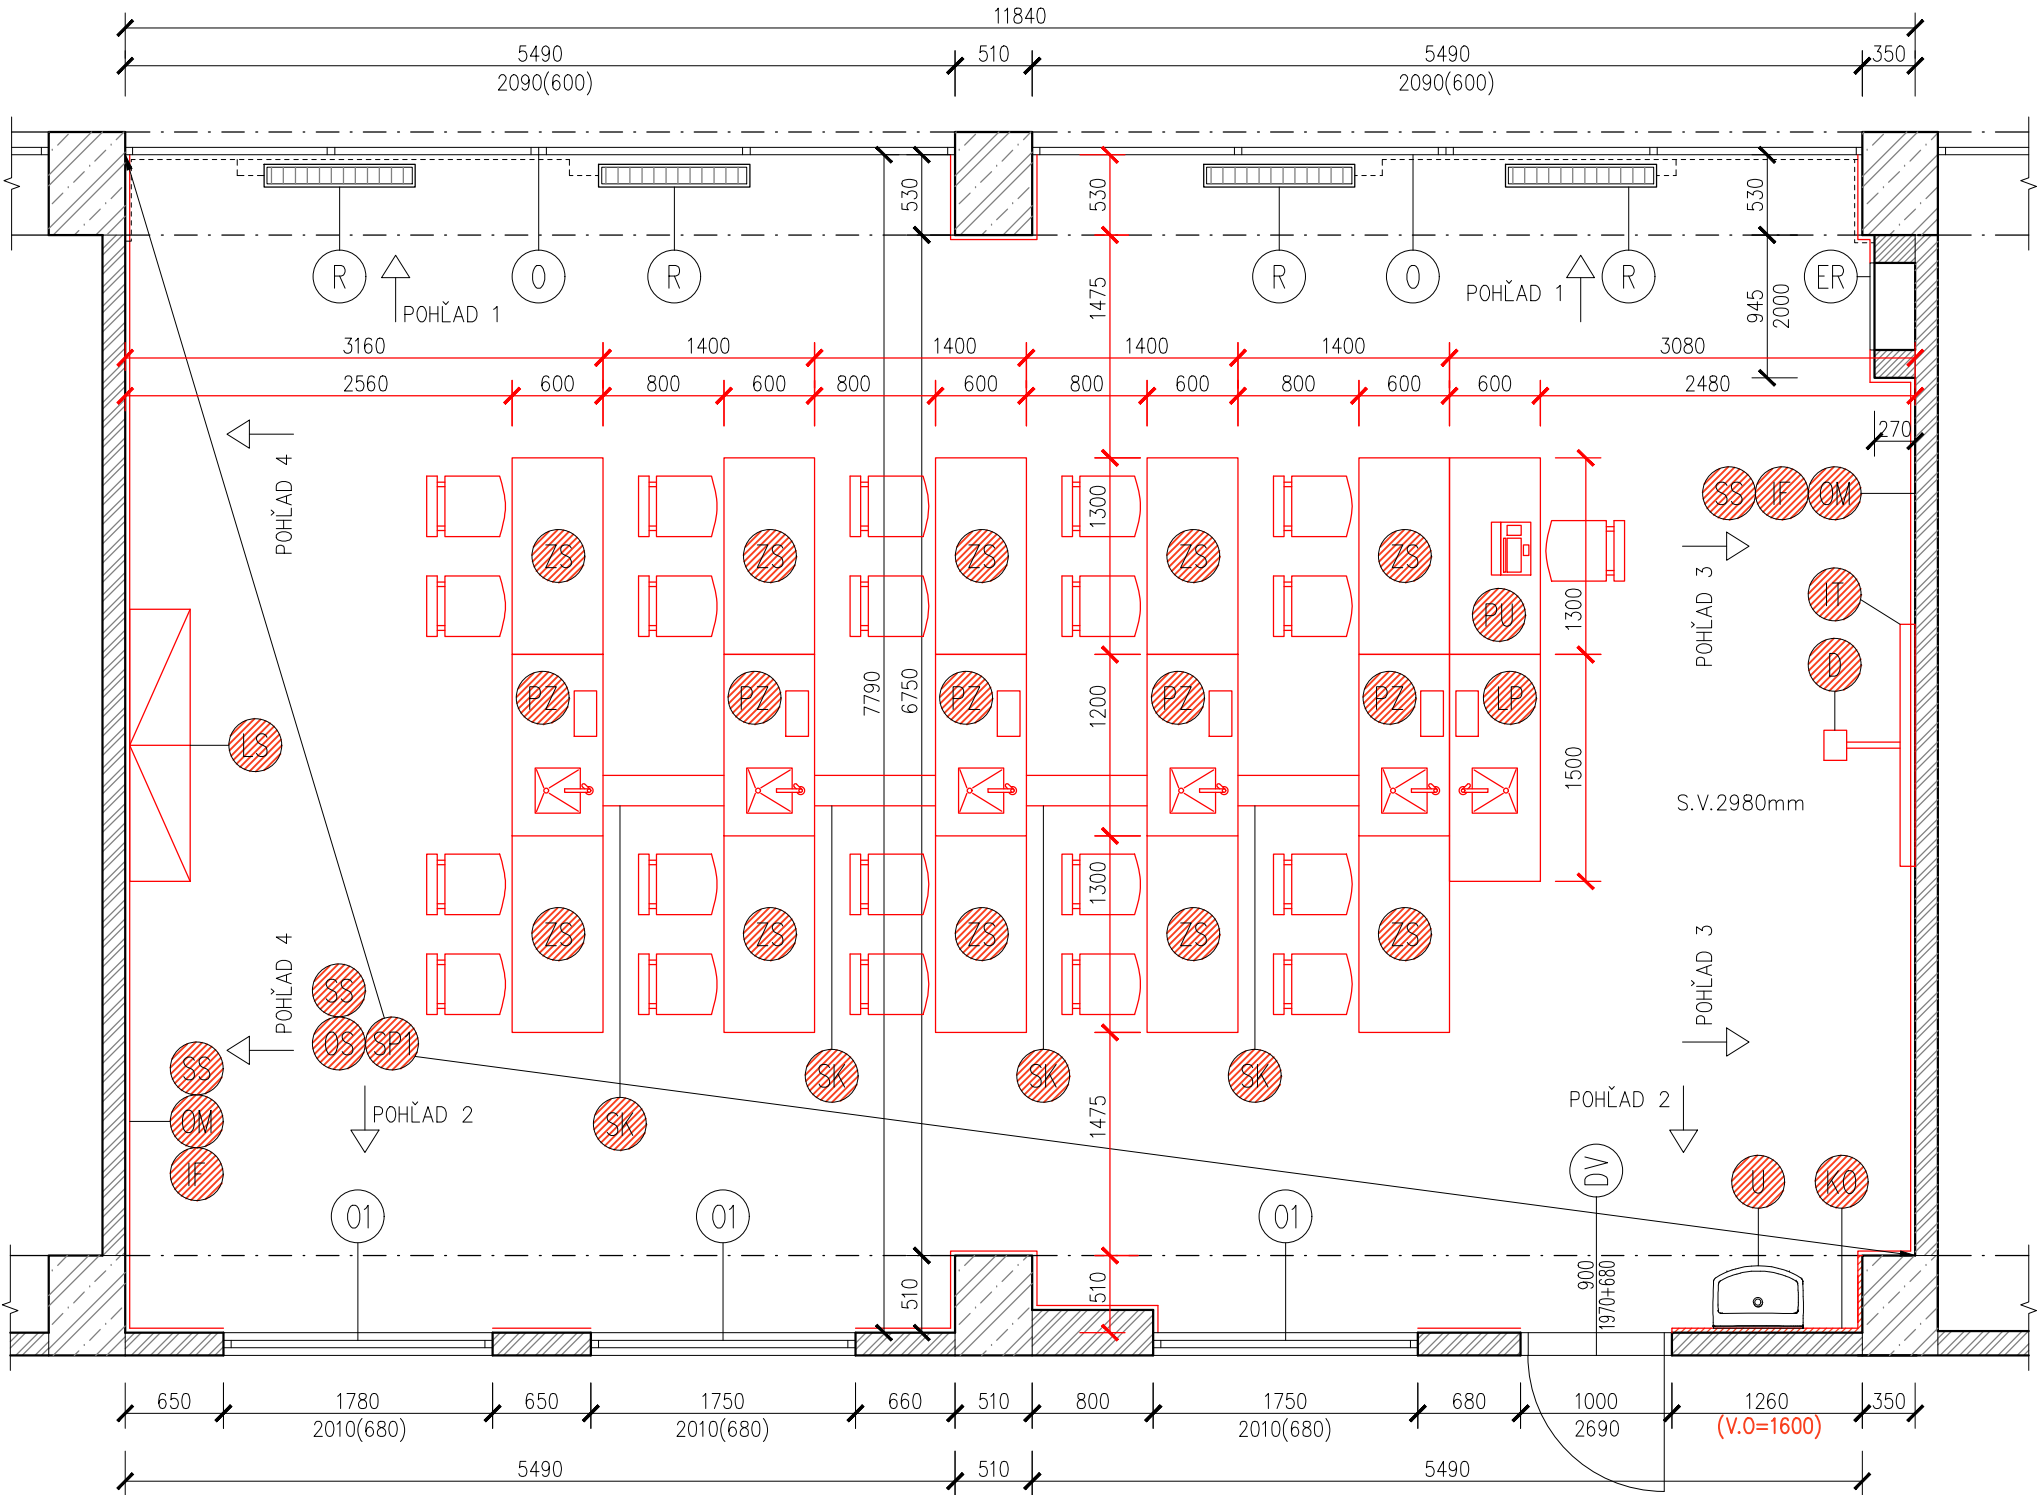 11840
5490 510 5490 350
2090(600) 2090(600)
530 530 530
R O R R O R ER
POHĽAD 1 POHĽAD 1
1475 945 2000
3160 1400 1400 1400 1400 3080
2560 600 800 600 800 600 800 600 800 600 600 2480
270
POHĽAD 4
1300
SS IF OM
ZS ZS ZS ZS ZS
POHĽAD 3
IT
PU
1300
D
PZ PZ PZ PZ PZ LP
7790 6750 1200
LS
1500
S.V.2980mm
1300
ZS ZS ZS ZS ZS
POHĽAD 4
POHĽAD 3
SS
OS SP1
SS
OM
IF
SK SK SK SK
POHĽAD 2 POHĽAD 2
1475
DV
U KO
O1 O1 O1
510 510
900
1970+680
650 1780 650 1750 660 510 800 1750 680 1000 1260 350
2010(680) 2010(680) 2010(680) 2690 (V.O=1600)
5490 510 5490